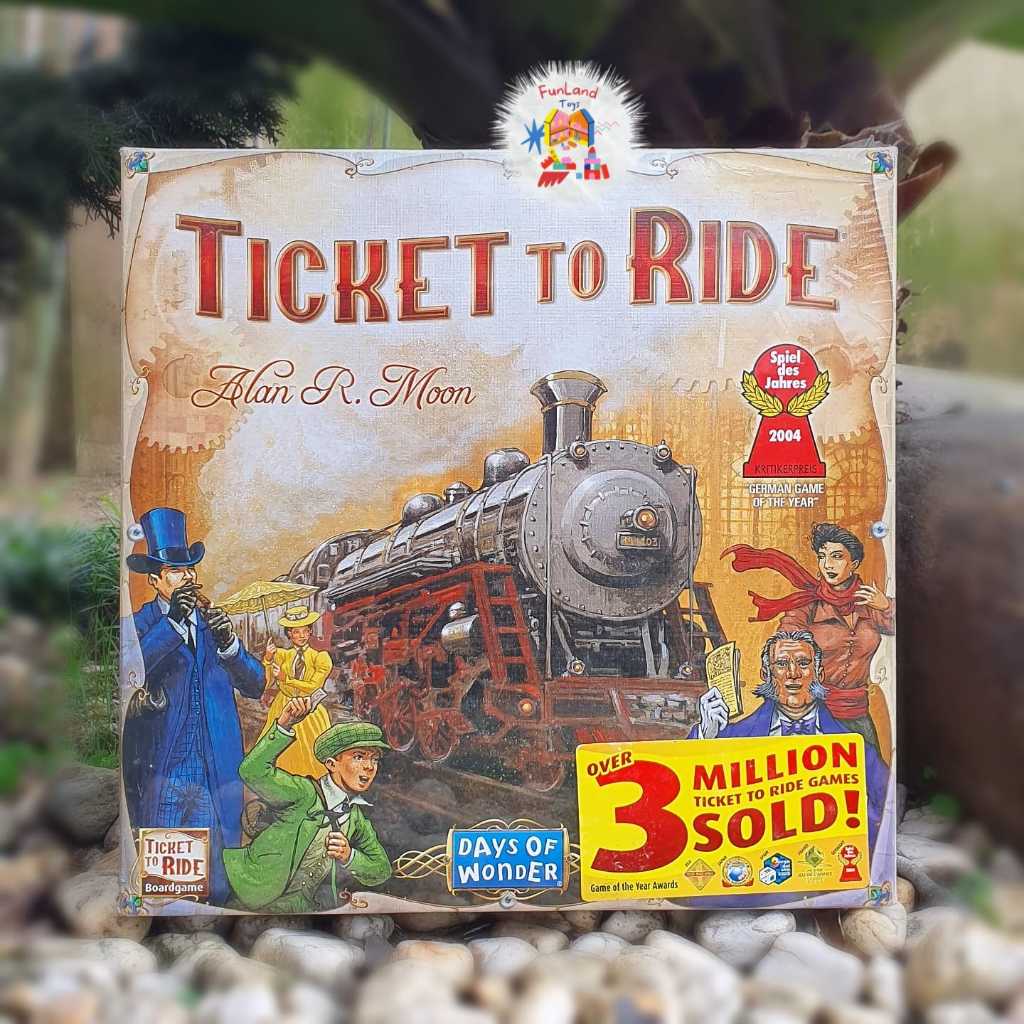 FunLand
Toys
TICKET TO RIDE
Alan R. Moon
Spiel
des
Jahres
2004
KRITIKERPREIS
"GERMAN GAME
OF THE YEAR"
OVER
3 MILLION
TICKET TO RIDE GAMES
SOLD!
Game of the Year Awards
DAYS OF
WONDER
TICKET
TO RIDE
Boardgame